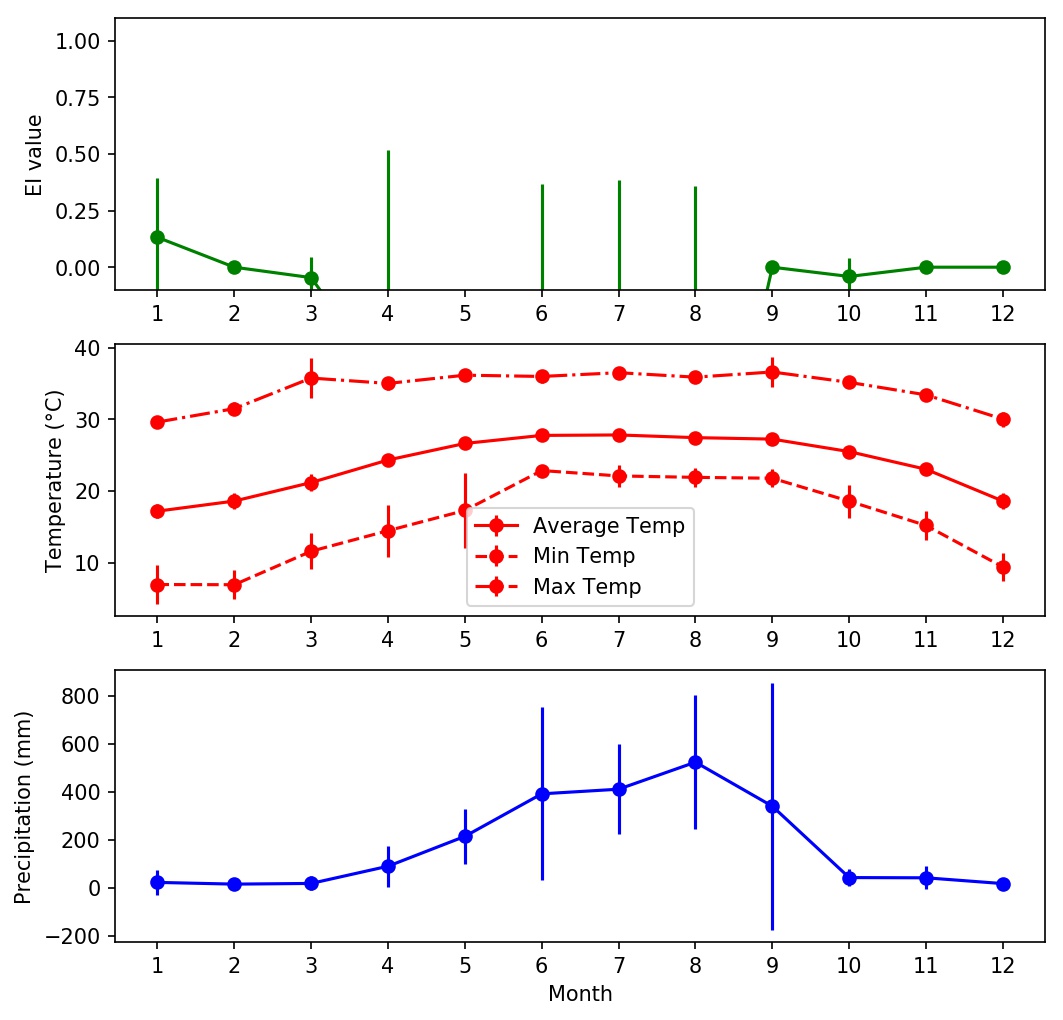 EI value
1.00
0.75
0.50
0.25
0.00
1 2 3 4 5 6 7 8 9 10 11 12
Temperature (°C)
40
30
20
10
Average Temp
Min Temp
Max Temp
1 2 3 4 5 6 7 8 9 10 11 12
Precipitation (mm)
800
600
400
200
0
−200
1 2 3 4 5 6 7 8 9 10 11 12
Month